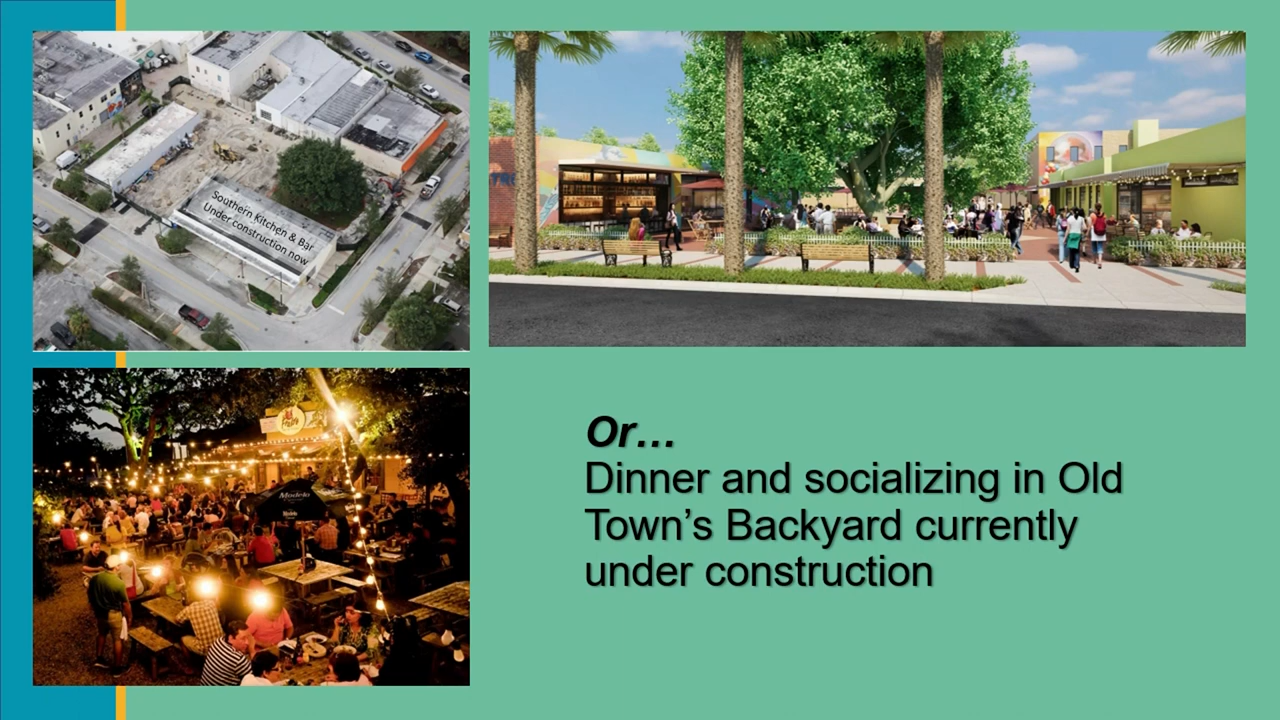 Southern Kitchen & Bar
Under construction now
Modelo
Or…
Dinner and socializing in Old
Town’s Backyard currently
under construction